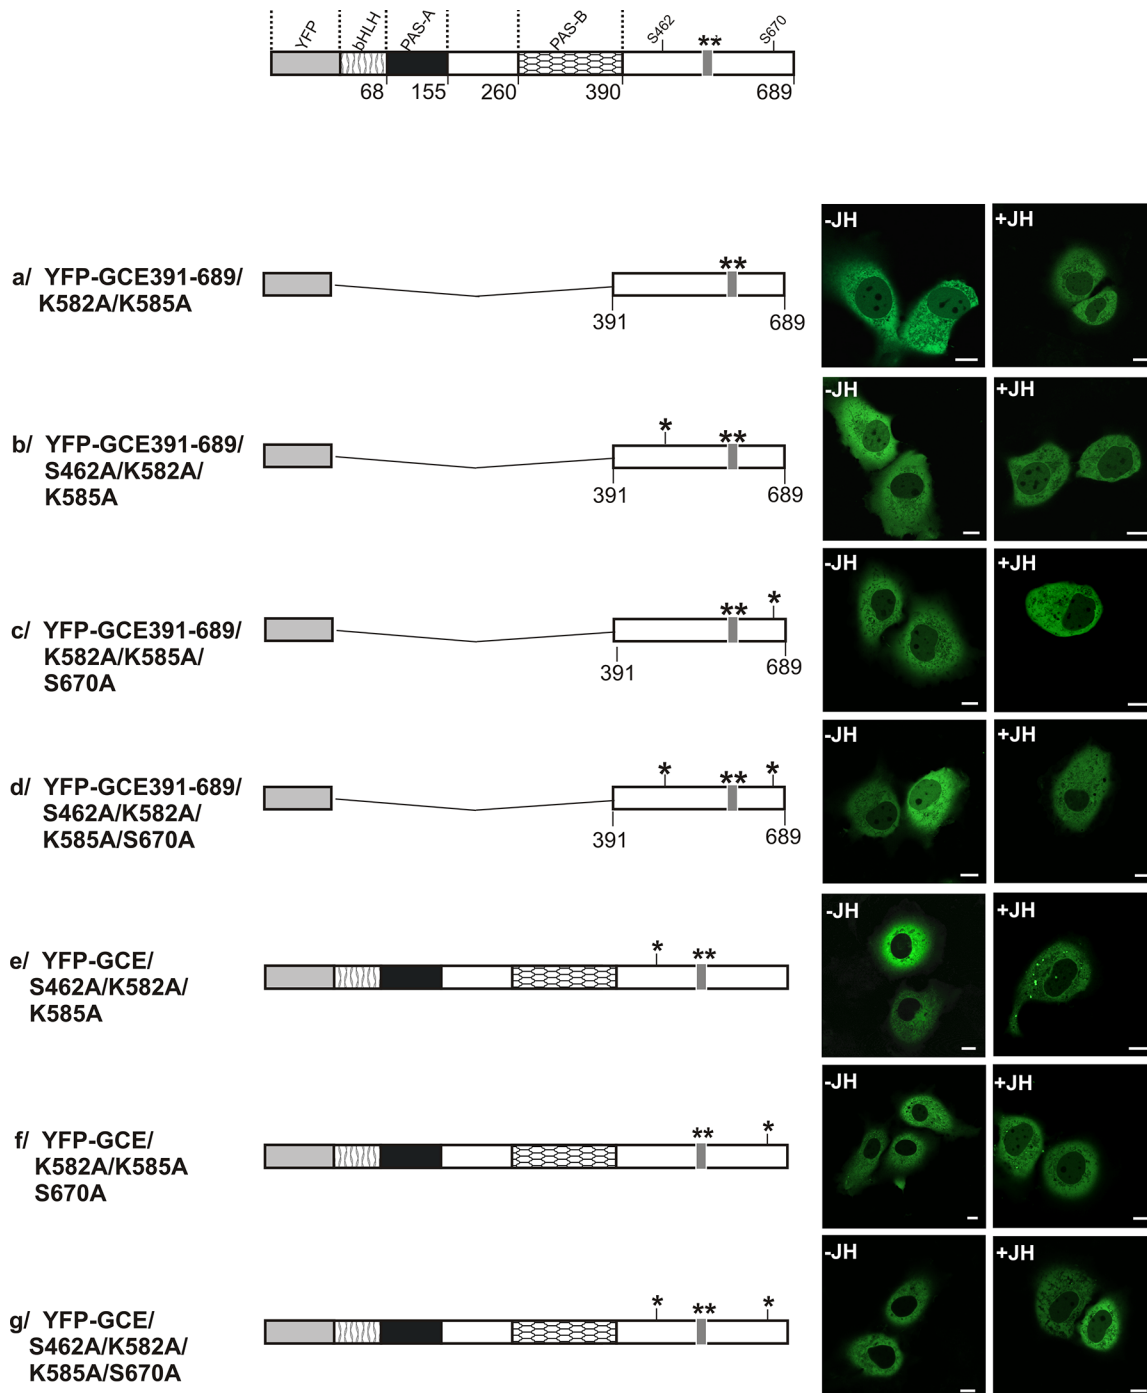 YFP bHLH PAS-A PAS-B S462 ** S670
68 155 260 390 689
-JH +JH
a/ YFP-GCE391-689/
K582A/K585A
**
391 689
-JH +JH
b/ YFP-GCE391-689/
S462A/K582A/
K585A
* **
391 689
-JH +JH
c/ YFP-GCE391-689/
K582A/K585A/
S670A
** *
391 689
-JH +JH
d/ YFP-GCE391-689/
S462A/K582A/
K585A/S670A
* ** *
391 689
-JH +JH
e/ YFP-GCE/
S462A/K582A/
K585A
* **
-JH +JH
f/ YFP-GCE/
K582A/K585A
S670A
** *
-JH +JH
g/ YFP-GCE/
S462A/K582A/
K585A/S670A
* ** *